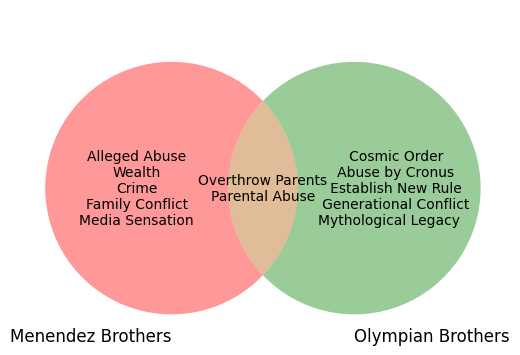 Alleged Abuse
Wealth
Crime
Family Conflict
Media Sensation
Overthrow Parents
Parental Abuse
Cosmic Order
Abuse by Cronus
Establish New Rule
Generational Conflict
Mythological Legacy
Menendez Brothers
Olympian Brothers